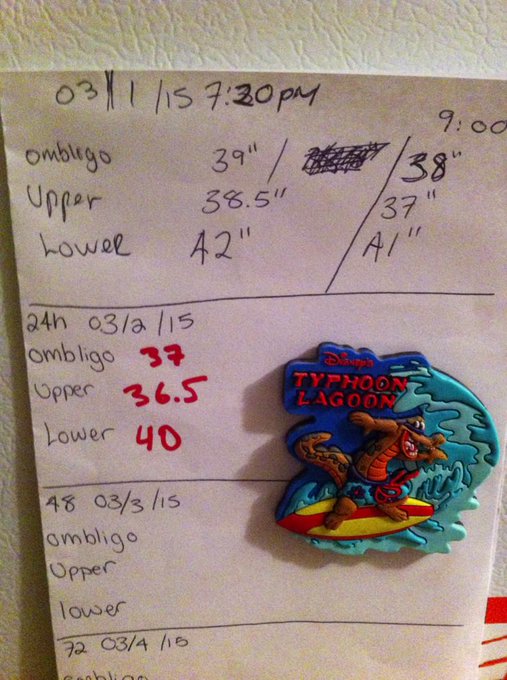 03/1/15 7:30pm
9:00
ombligo 39" / / 38"
Upper 38.5" 37"
Lower 42" 41"
24h 03/2/15
ombligo 37
Upper 36.5
Lower 40
Disney's
TYPHOON
LAGOON
48 03/3/15
ombligo
Upper
lower
72 03/4/15
ombligo